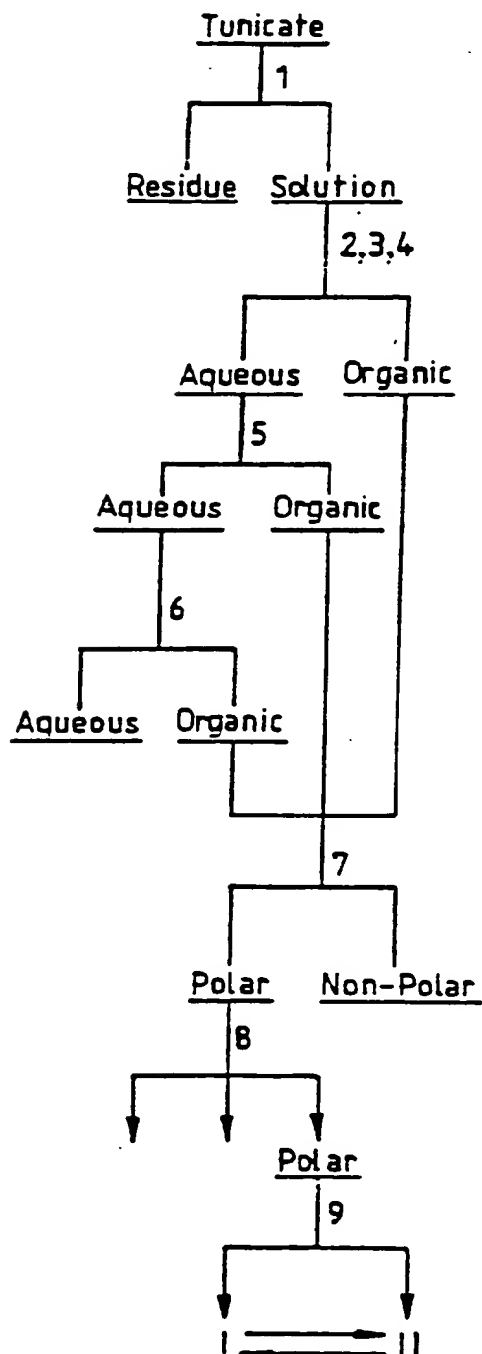 Tunicate
1
Residue Solution
2,3,4
Aqueous Organic
5
Aqueous Organic
6
Aqueous Organic
7
Polar Non-Polar
8
Polar
9
I II